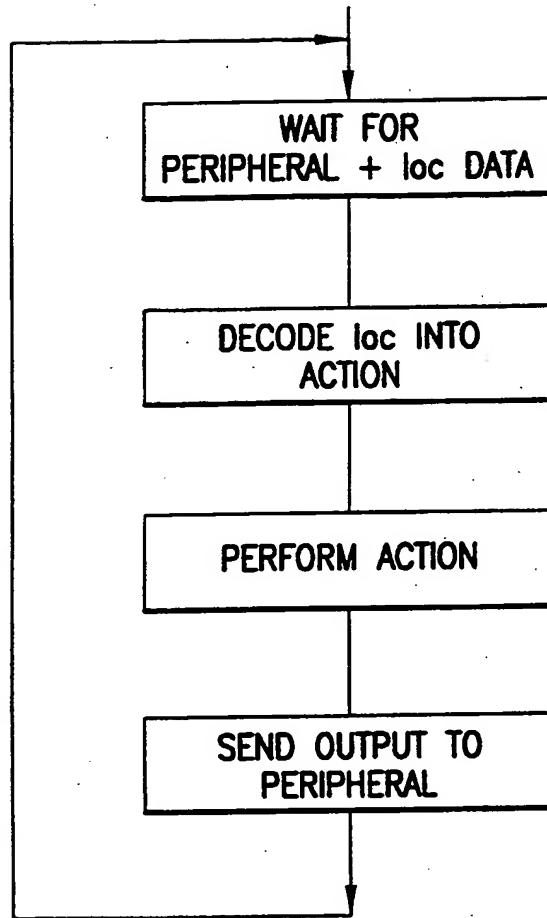 WAIT FOR
PERIPHERAL + loc DATA
DECODE loc INTO
ACTION
PERFORM ACTION
SEND OUTPUT TO
PERIPHERAL